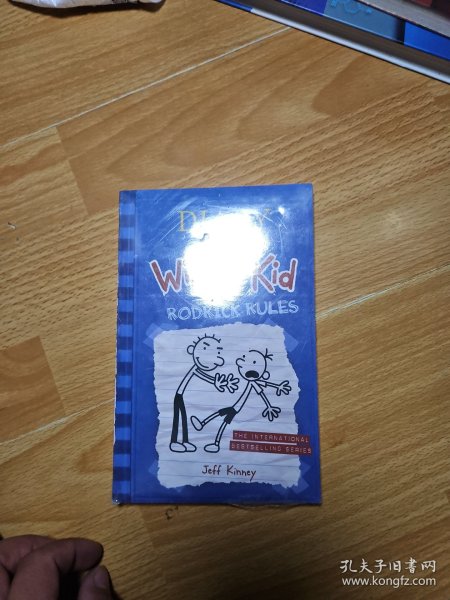 Kid
RODRICK RULES
THE INTERNATIONAL
BESTSELLING SERIES
Jeff Kinney
孔夫子旧书网
www.kongfz.com